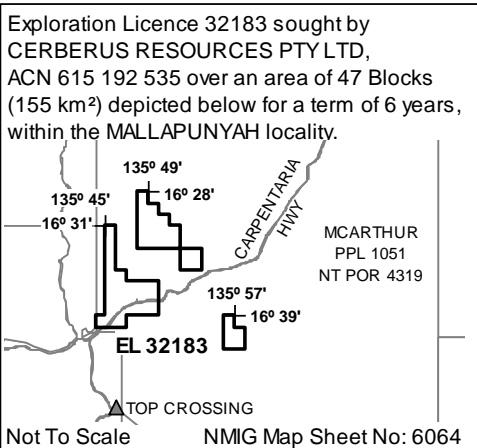 Exploration Licence 32183 sought by
CERBERUS RESOURCES PTY LTD,
ACN 615 192 535 over an area of 47 Blocks
(155 km²) depicted below for a term of 6 years,
within the MALLAPUNYAH locality.
135º 49'
16º 28'
135º 45'
16º 31'
CARPENTARIA
HWY
MCARTHUR
PPL 1051
NT POR 4319
135º 57'
16º 39'
EL 32183
TOP CROSSING
Not To Scale NMIG Map Sheet No: 6064